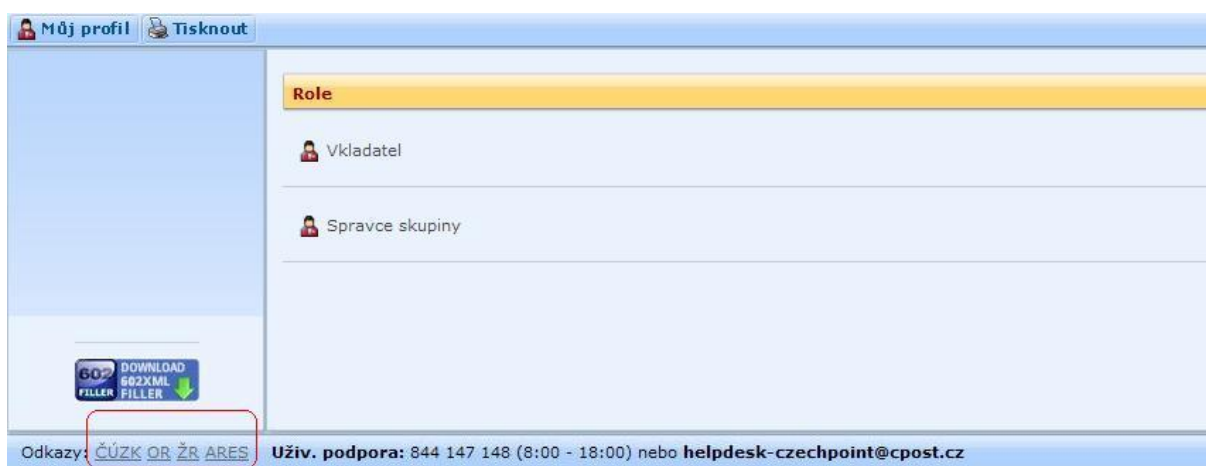 Můj profil Tisknout
Role
Vkladatel
Spravce skupiny
602 FILLER DOWNLOAD 602XML FILLER
Odkazy: ČÚZK OR ŽR ARES Uživ. podpora: 844 147 148 (8:00 - 18:00) nebo helpdesk-czechpoint@cpost.cz